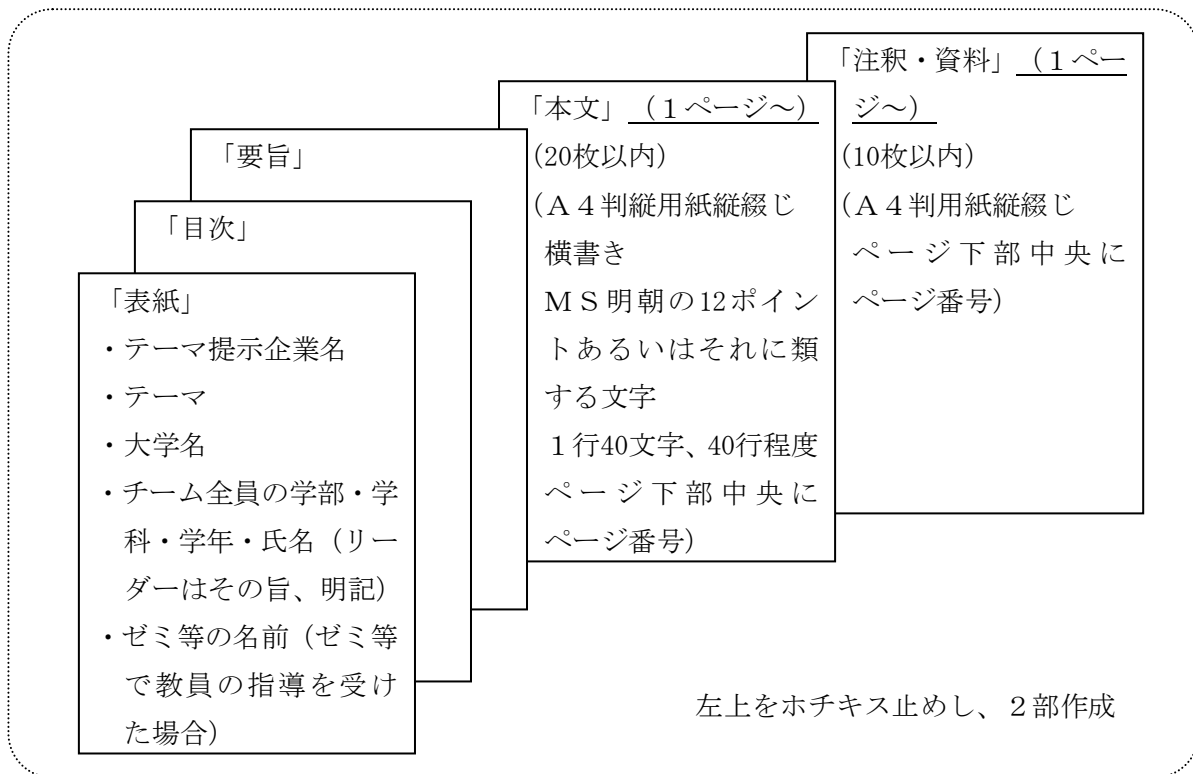 「表紙」
・テーマ提示企業名
・テーマ
・大学名
・チーム全員の学部・学
科・学年・氏名（リー
ダーはその旨、明記）
・ゼミ等の名前（ゼミ等
で教員の指導を受け
た場合）
「目次」
「要旨」
「本文」（１ページ～）
(20枚以内)
(Ａ４判縦用紙縦綴じ
横書き
ＭＳ明朝の12ポイン
トあるいはそれに類
する文字
１行40文字、40行程度
ページ下部中央に
ページ番号)
「注釈・資料」（１ペー
ジ～）
(10枚以内)
(Ａ４判用紙縦綴じ
ページ下部中央に
ページ番号)
左上をホチキス止めし、２部作成